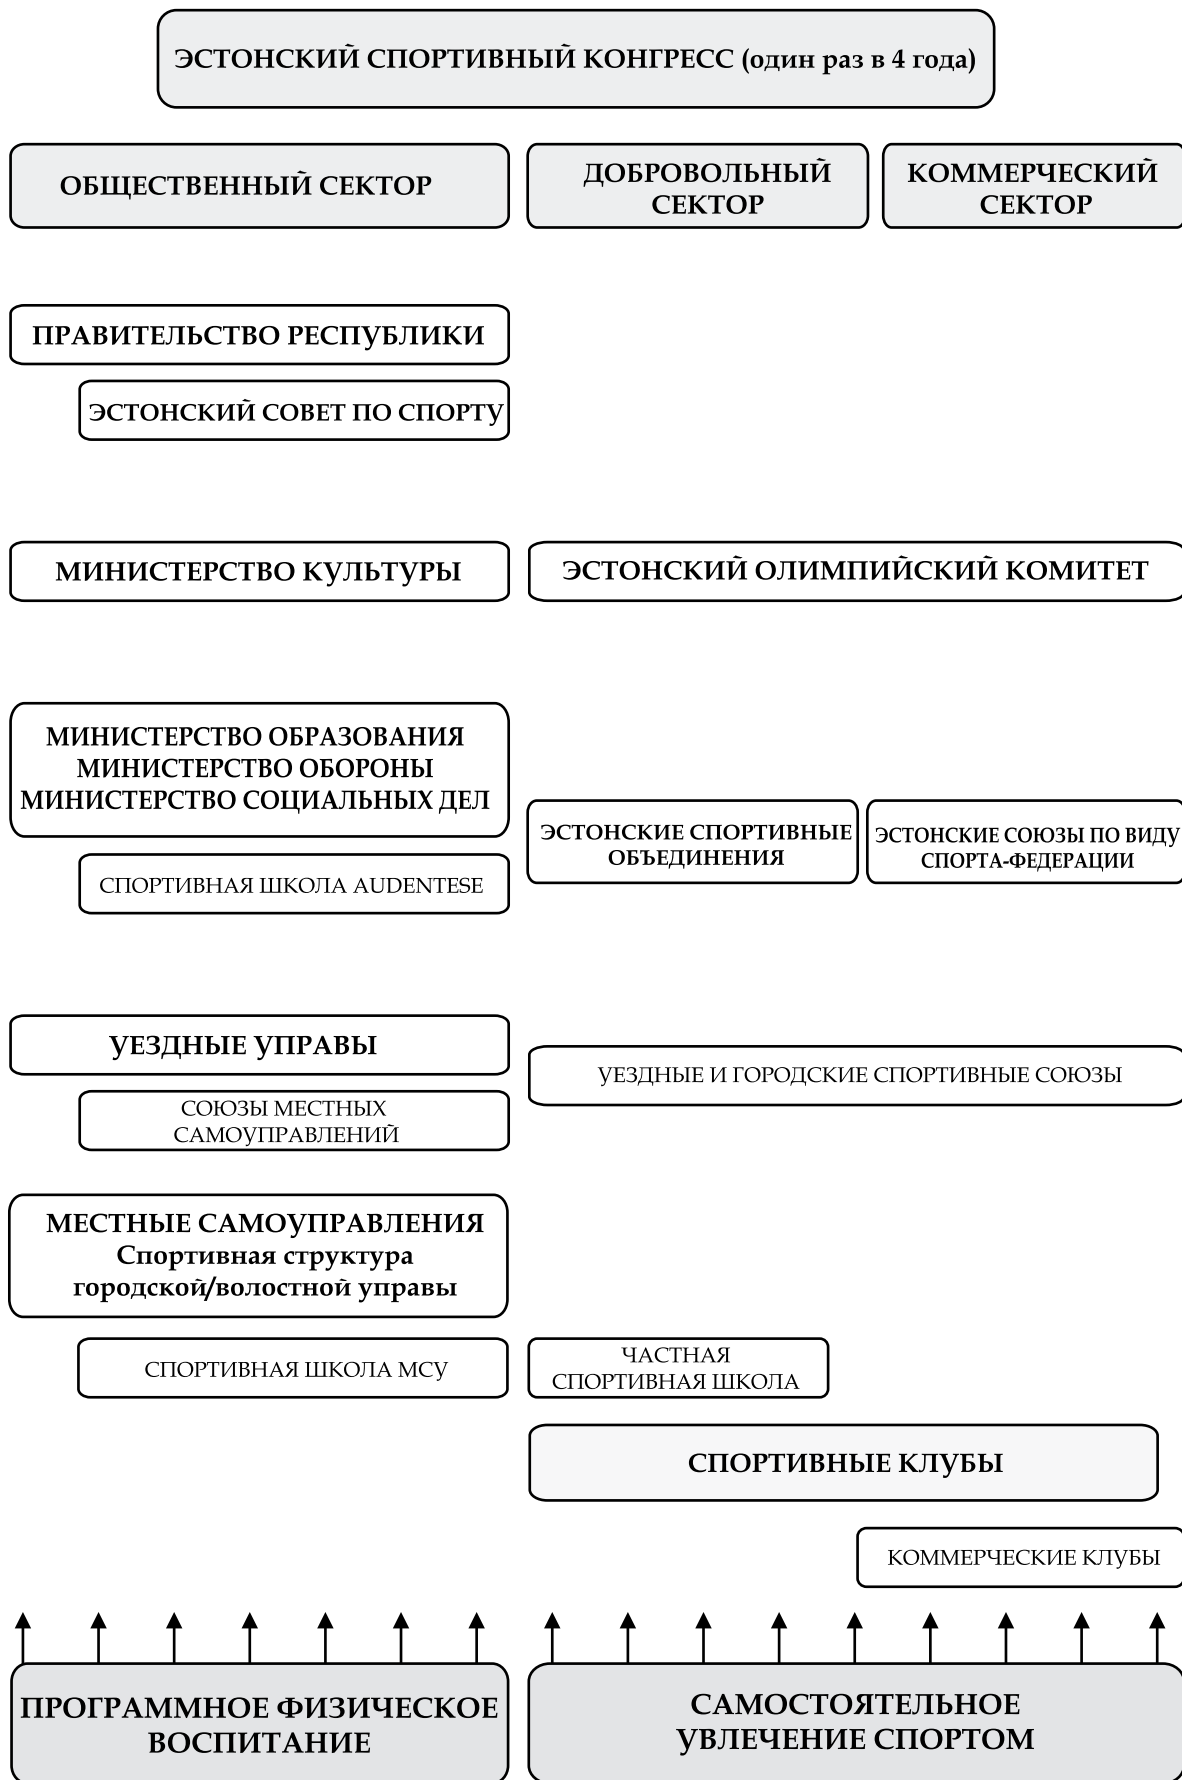 ЭСТОНСКИЙ СПОРТИВНЫЙ КОНГРЕСС (один раз в 4 года)
ОБЩЕСТВЕННЫЙ СЕКТОР
ДОБРОВОЛЬНЫЙ
СЕКТОР
КОММЕРЧЕСКИЙ
СЕКТОР
ПРАВИТЕЛЬСТВО РЕСПУБЛИКИ
ЭСТОНСКИЙ СОВЕТ ПО СПОРТУ
МИНИСТЕРСТВО КУЛЬТУРЫ
ЭСТОНСКИЙ ОЛИМПИЙСКИЙ КОМИТЕТ
МИНИСТЕРСТВО ОБРАЗОВАНИЯ
МИНИСТЕРСТВО ОБОРОНЫ
МИНИСТЕРСТВО СОЦИАЛЬНЫХ ДЕЛ
ЭСТОНСКИЕ СПОРТИВНЫЕ
ОБЪЕДИНЕНИЯ
ЭСТОНСКИЕ СОЮЗЫ ПО ВИДУ
СПОРТА-ФЕДЕРАЦИИ
СПОРТИВНАЯ ШКОЛА AUDENTESE
УЕЗДНЫЕ УПРАВЫ
УЕЗДНЫЕ И ГОРОДСКИЕ СПОРТИВНЫЕ СОЮЗЫ
СОЮЗЫ МЕСТНЫХ
САМОУПРАВЛЕНИЙ
МЕСТНЫЕ САМОУПРАВЛЕНИЯ
Спортивная структура
городской/волостной управы
СПОРТИВНАЯ ШКОЛА МСУ
ЧАСТНАЯ
СПОРТИВНАЯ ШКОЛА
СПОРТИВНЫЕ КЛУБЫ
КОММЕРЧЕСКИЕ КЛУБЫ
ПРОГРАММНОЕ ФИЗИЧЕСКОЕ
ВОСПИТАНИЕ
САМОСТОЯТЕЛЬНОЕ
УВЛЕЧЕНИЕ СПОРТОМ